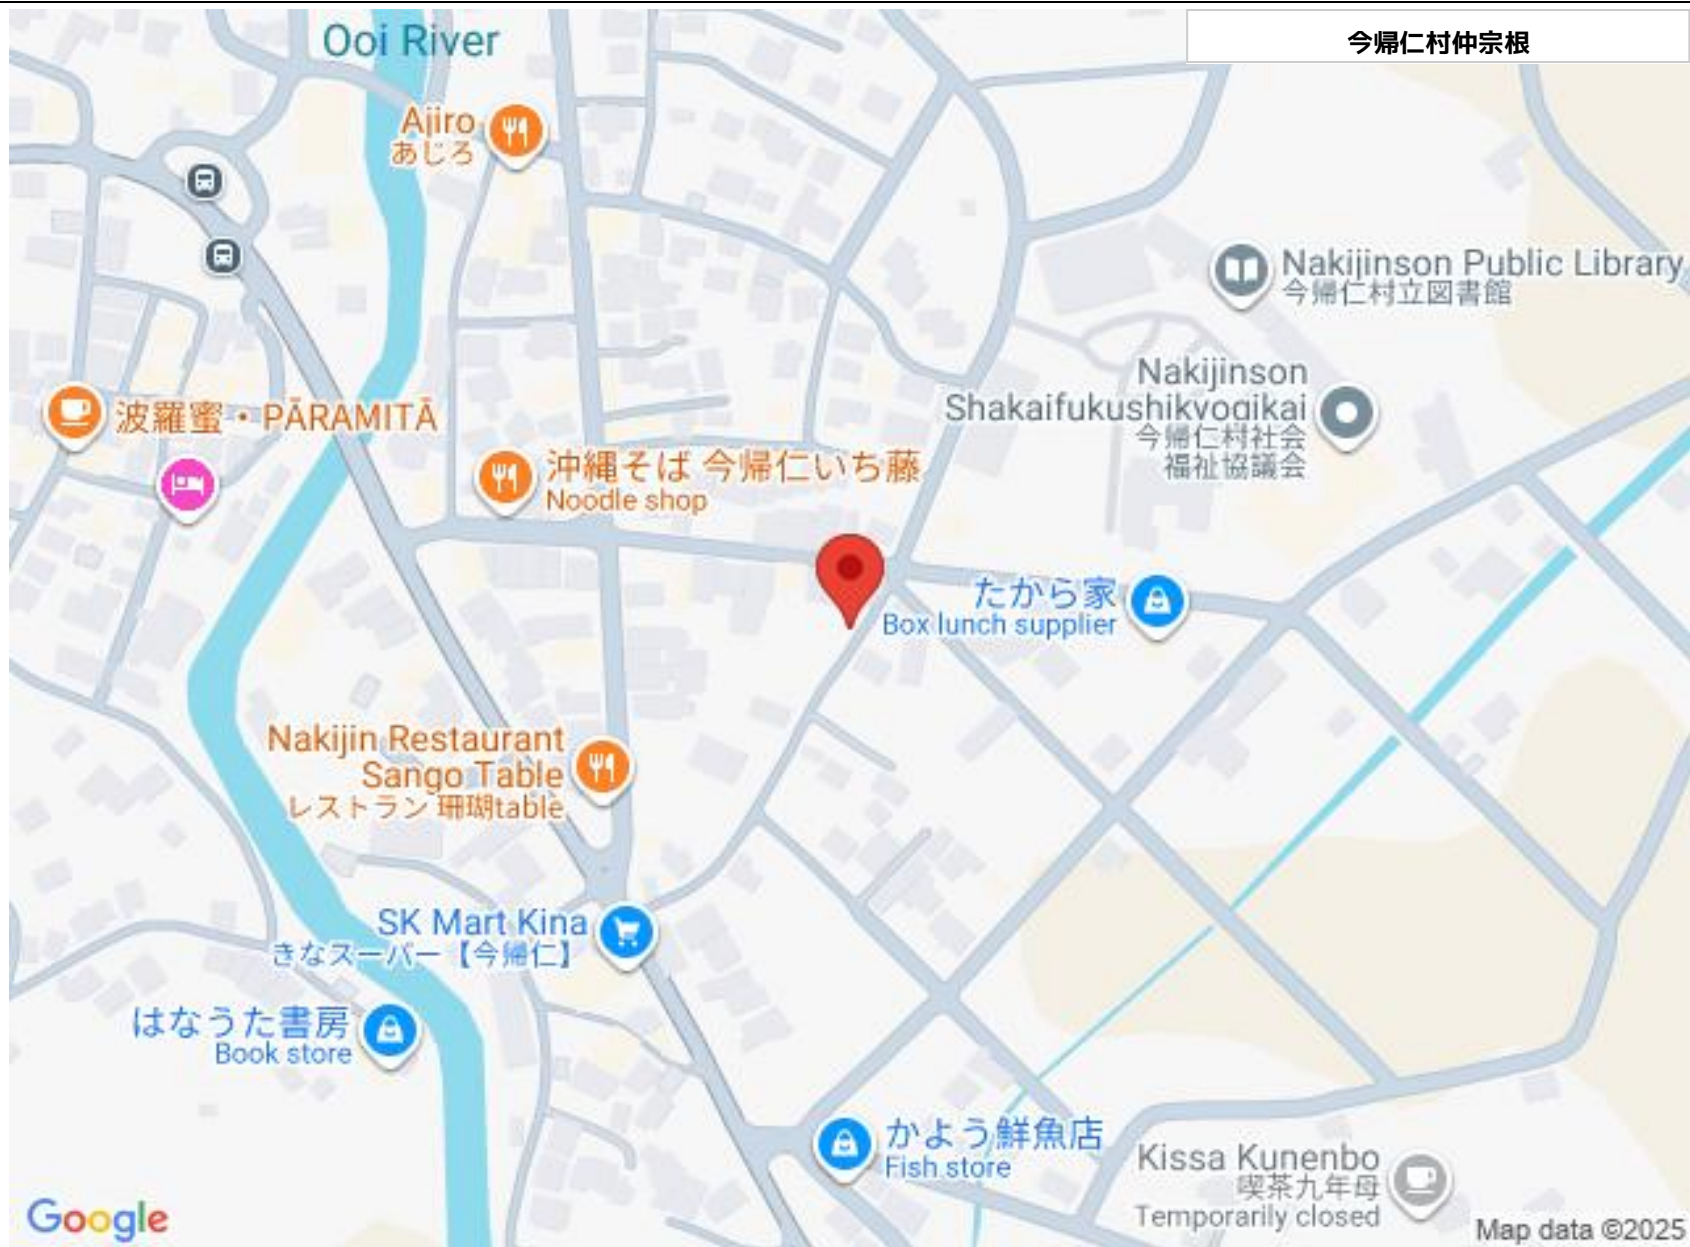 今帰仁村仲宗根
Ooi River
Ajiro
あじろ
Nakijinson Public Library
今帰仁村立図書館
Nakijinson
Shakaifukushikyogikai
今帰仁村社会
福祉協議会
波羅蜜・PĀRAMITĀ
沖縄そば 今帰仁いち藤
Noodle shop
たから家
Box lunch supplier
Nakijin Restaurant
Sango Table
レストラン 珊瑚table
SK Mart Kina
きなスーパー【今帰仁】
はなうた書房
Book store
かよう鮮魚店
Fish store
Kissa Kunenbo
喫茶九年母
Temporarily closed
Google
Map data ©2025